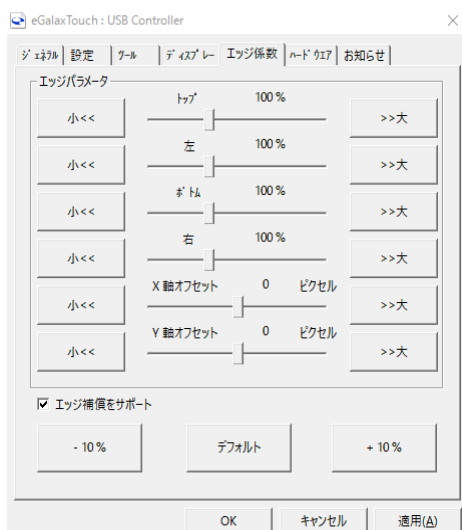 eGalaxTouch : USB Controller
ｼﾞｪﾈﾗﾙ 設定 ﾂｰﾙ ﾃﾞｨｽﾌﾟﾚｰ エッジ係数 ﾊｰﾄﾞｳｴｱ お知らせ
エッジパラメータ
小<< ﾄｯﾌﾟ 100 % >>大
小<< 左 100 % >>大
小<< ﾎﾞﾄﾑ 100 % >>大
小<< 右 100 % >>大
小<< X 軸オフセット 0 ピクセル >>大
小<< Y 軸オフセット 0 ピクセル >>大
エッジ補償をサポート
- 10 % デフォルト + 10 %
OK キャンセル 適用(A)